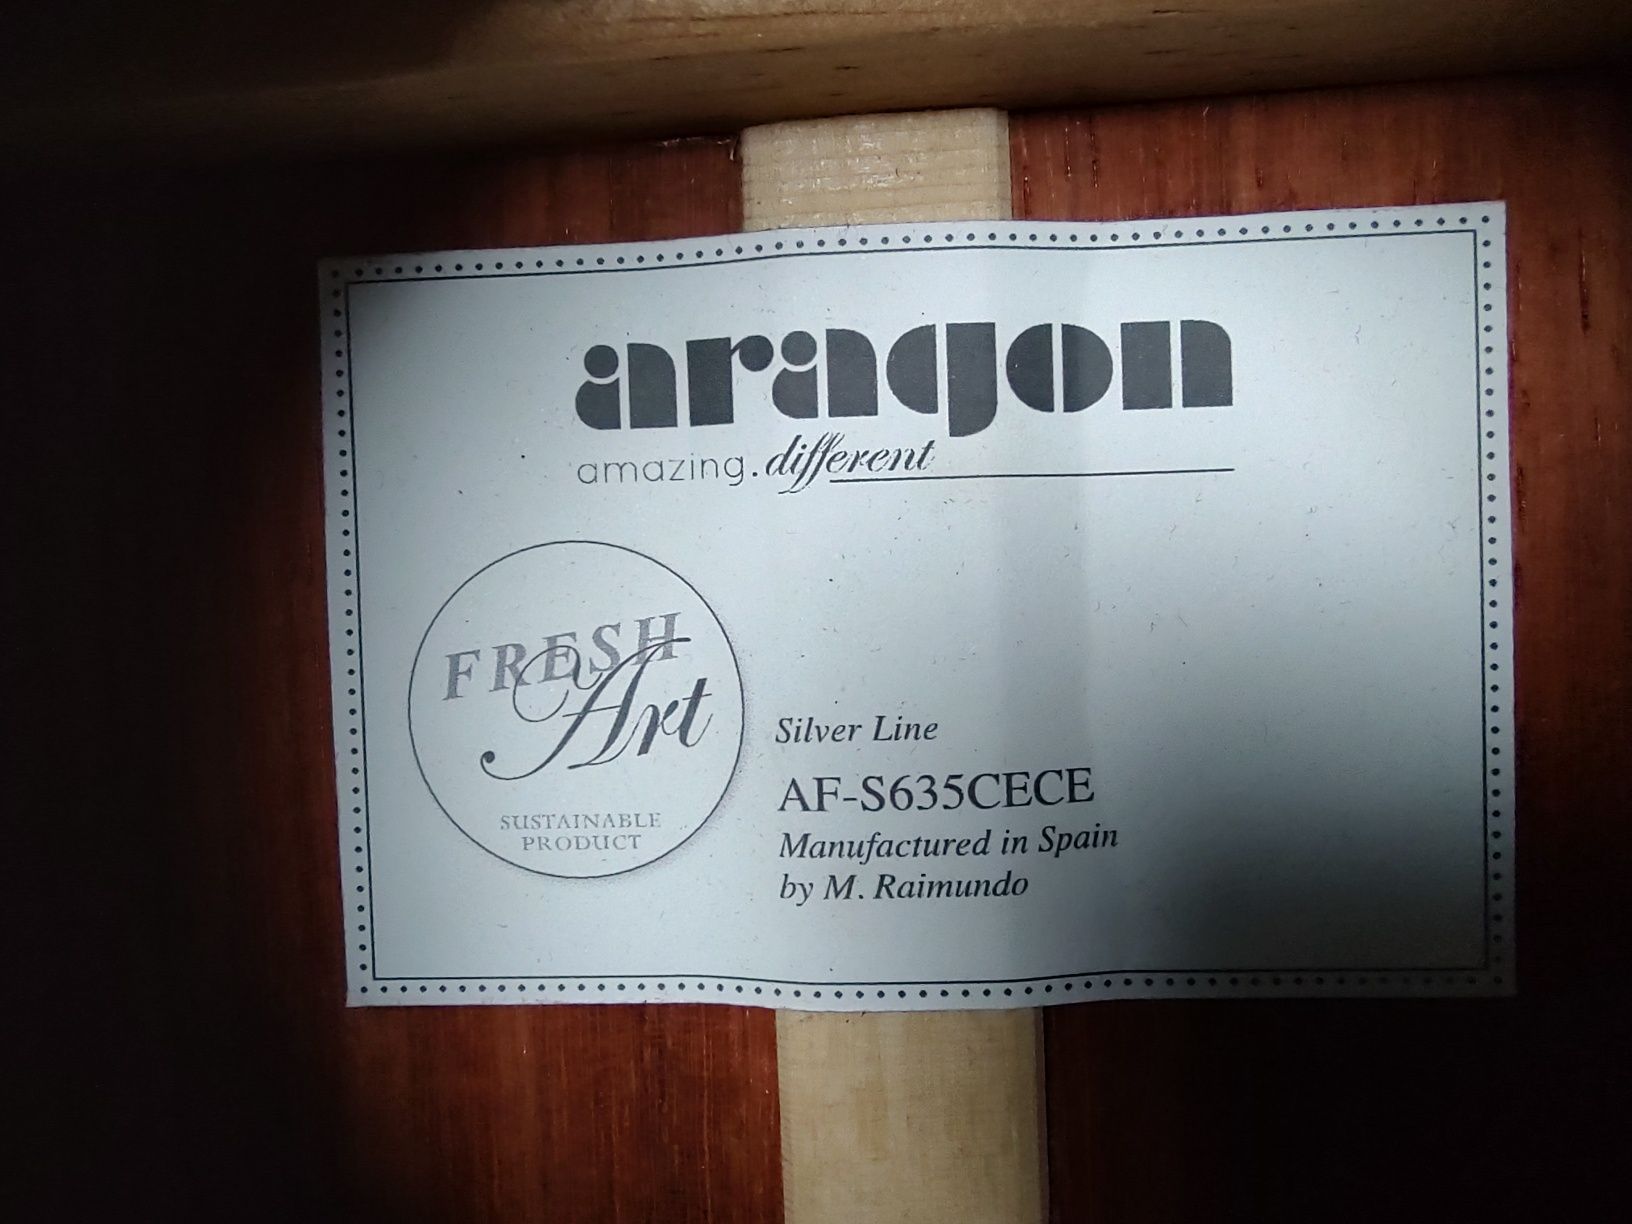 aragon
amazing.different
FRESH
Art
SUSTAINABLE
PRODUCT
Silver Line
AF-S635CECE
Manufactured in Spain
by M. Raimundo